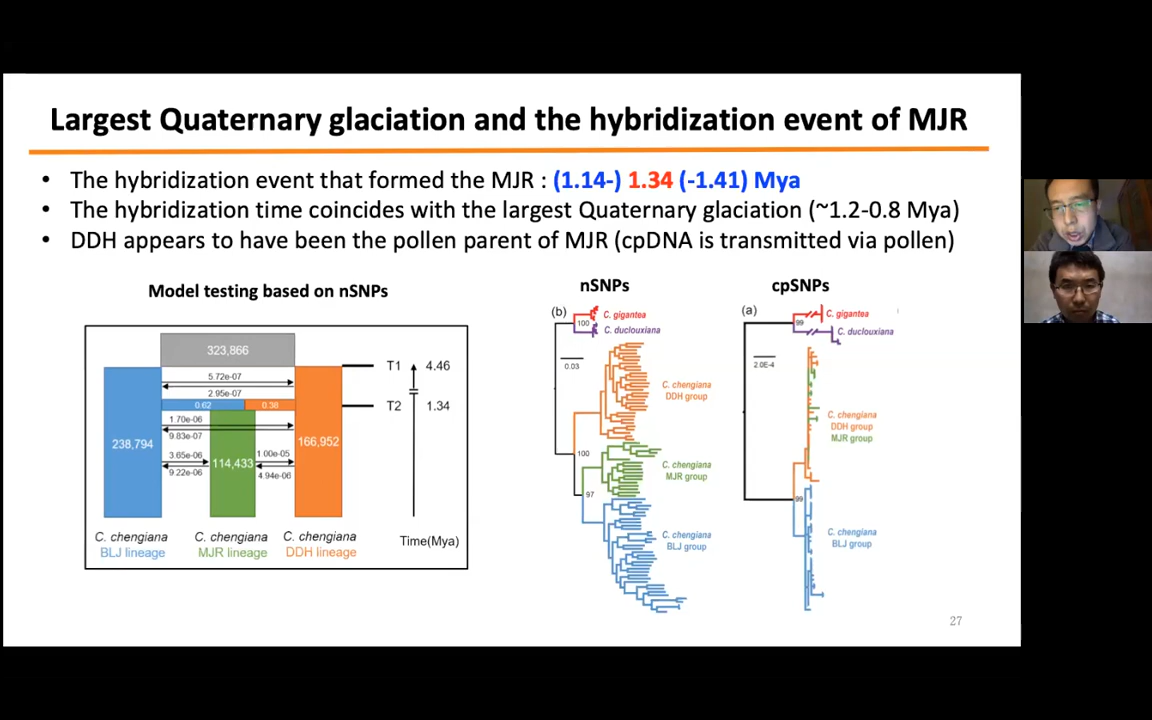 Largest Quaternary glaciation and the hybridization event of MJR
• The hybridization event that formed the MJR : (1.14-) 1.34 (-1.41) Mya
• The hybridization time coincides with the largest Quaternary glaciation (~1.2-0.8 Mya)
• DDH appears to have been the pollen parent of MJR (cpDNA is transmitted via pollen)
Model testing based on nSNPs
323,866
T1
4.46
5.72e-07
2.95e-07
0.62
0.38
T2
1.34
1.70e-06
9.83e-07
238,794
166,952
3.65e-06
114,433
1.00e-05
9.22e-06
4.94e-06
C. chengiana
BLJ lineage
C. chengiana
MJR lineage
C. chengiana
DDH lineage
Time(Mya)
nSNPs
(b)
C. gigantea
100
C. duclouxiana
0.03
C. chengiana
DDH group
100
C. chengiana
MJR group
97
C. chengiana
BLJ group
cpSNPs
(a)
C. gigantea
99
C. duclouxiana
2.0E-4
C. chengiana
DDH group
MJR group
99
C. chengiana
BLJ group
27